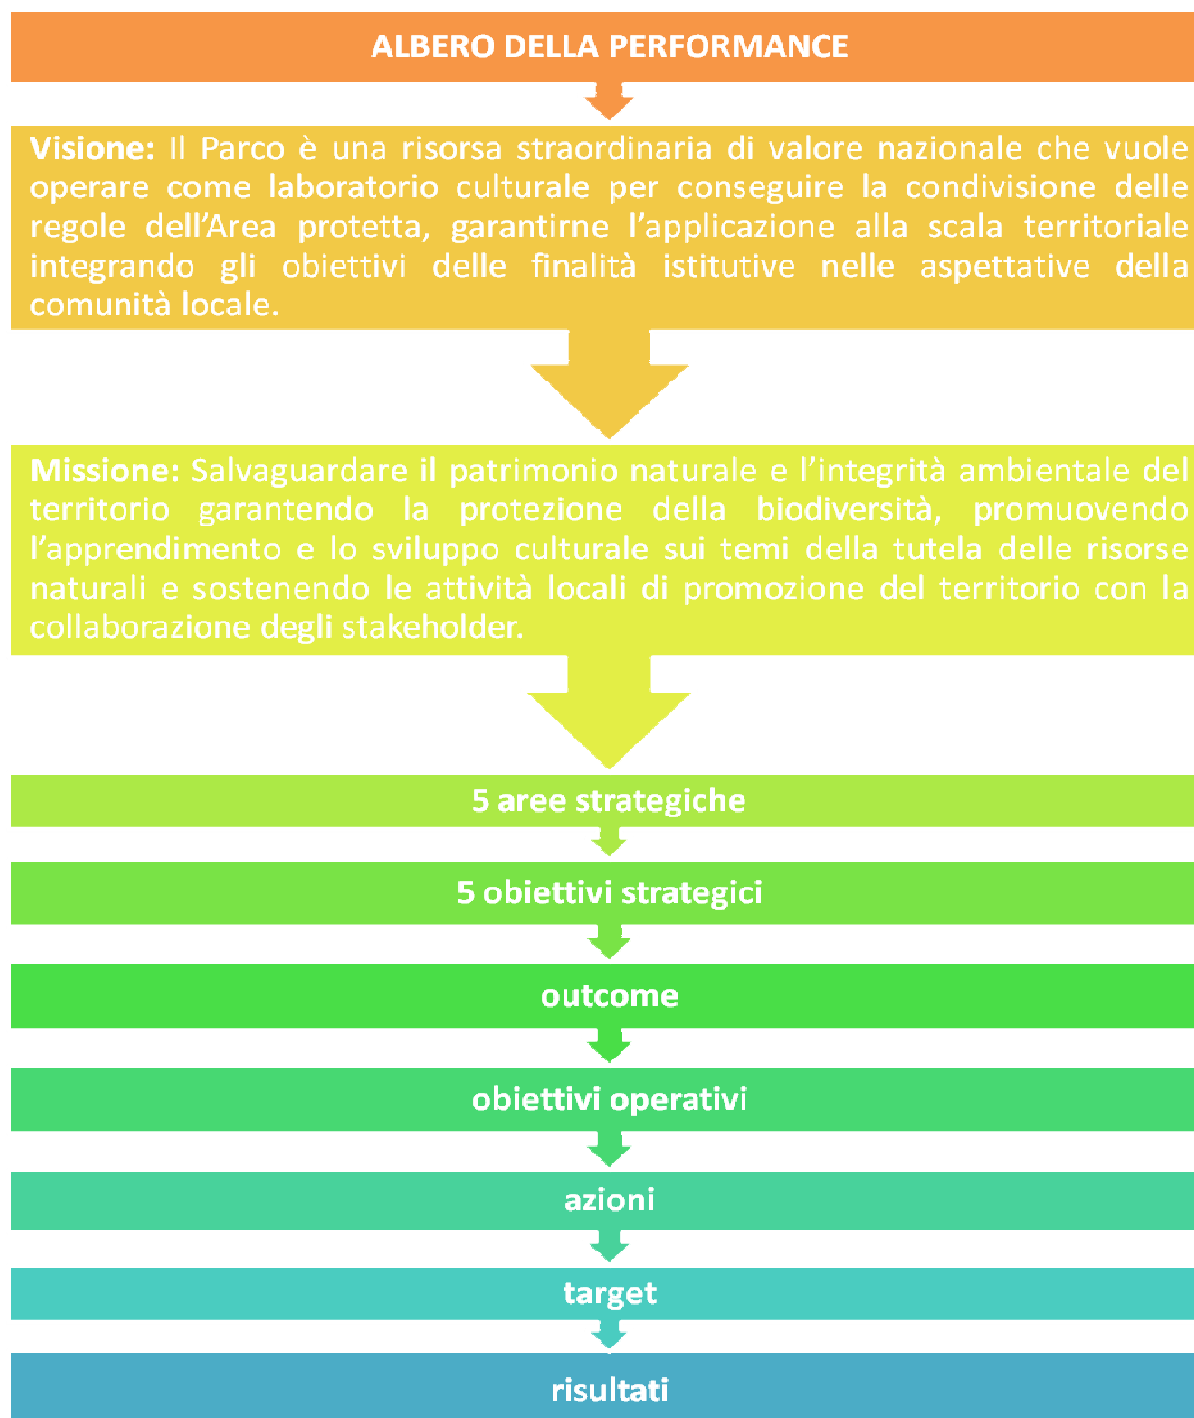 ALBERO DELLA PERFORMANCE
Visione: Il Parco è una risorsa straordinaria di valore nazionale che vuole
operare come laboratorio culturale per conseguire la condivisione delle
regole dell'Area protetta, garantirne l'applicazione alla scala territoriale
integrando gli obiettivi delle finalità istitutive nelle aspettative della
comunità locale.
Missione: Salvaguardare il patrimonio naturale e l'integrità ambientale del
territorio garantendo la protezione della biodiversità, promuovendo
l'apprendimento e lo sviluppo culturale sui temi della tutela delle risorse
naturali e sostenendo le attività locali di promozione del territorio con la
collaborazione degli stakeholder.
5 aree strategiche
5 obiettivi strategici
outcome
obiettivi operativi
azioni
target
risultati